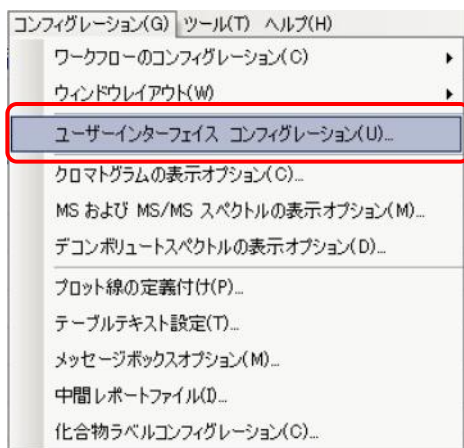 コンフィグレーション(G) ツール(T) ヘルプ(H)
ワークフローのコンフィグレーション(C)
ウィンドウレイアウト(W)
ユーザーインターフェイス コンフィグレーション(U)...
クロマトグラムの表示オプション(C)...
MS および MS/MS スペクトルの表示オプション(M)...
デコンボリュートスペクトルの表示オプション(D)...
プロット線の定義付け(P)...
テーブルテキスト設定(T)...
メッセージボックスオプション(M)...
中間レポートファイル(I)...
化合物ラベルコンフィグレーション(C)...